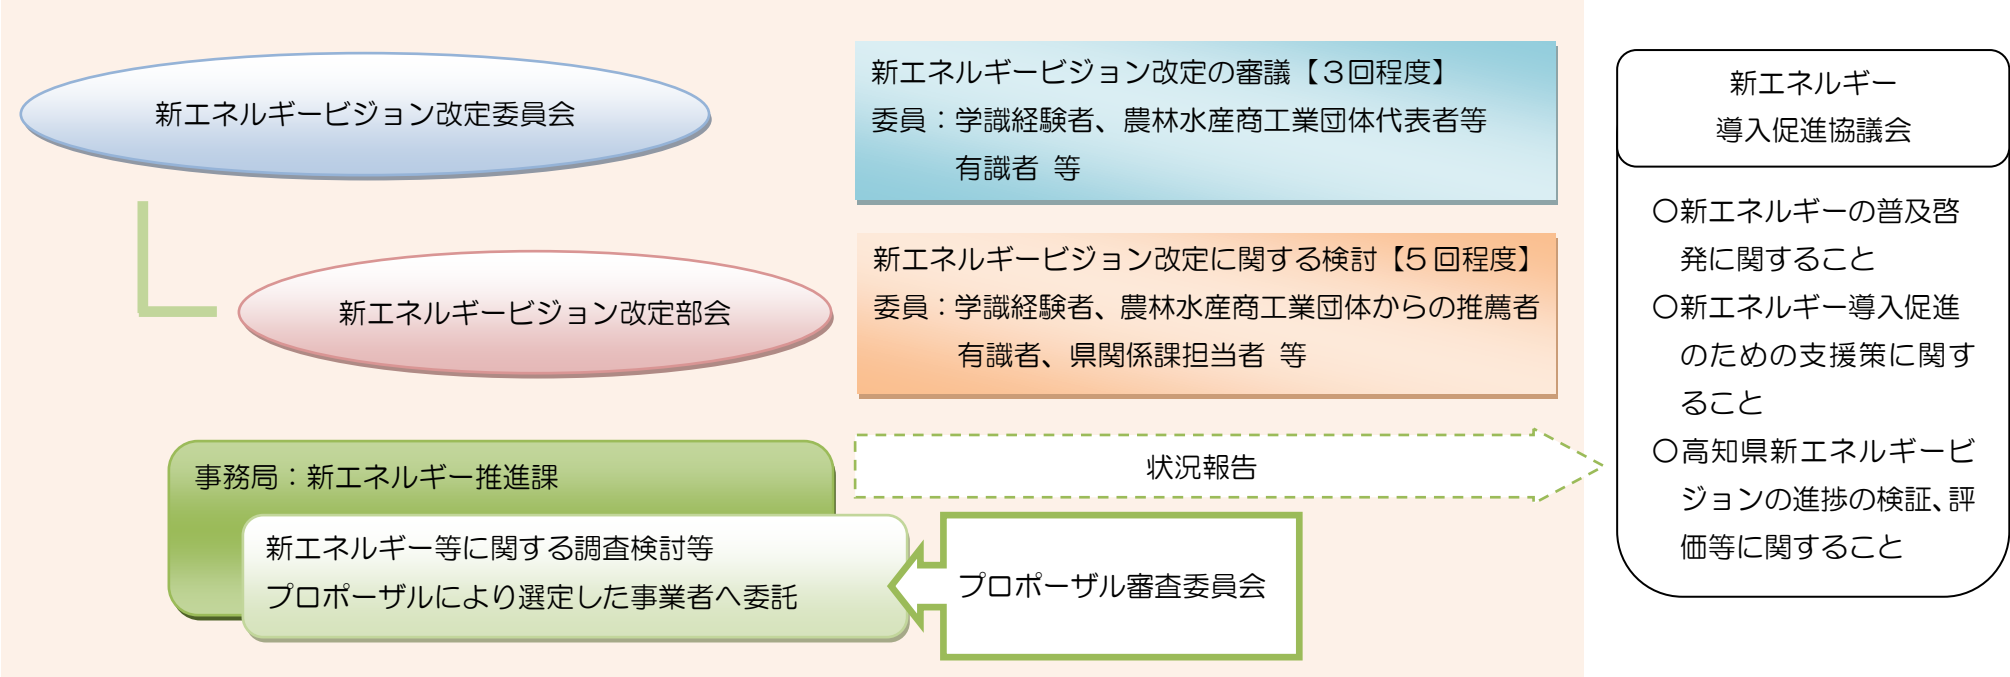 新エネルギービジョン改定委員会
新エネルギービジョン改定の審議【３回程度】
委員：学識経験者、農林水産商工業団体代表者等
有識者 等
新エネルギービジョン改定部会
新エネルギービジョン改定に関する検討【５回程度】
委員：学識経験者、農林水産商工業団体からの推薦者
有識者、県関係課担当者 等
事務局：新エネルギー推進課
新エネルギー等に関する調査検討等
プロポーザルにより選定した事業者へ委託
状況報告
プロポーザル審査委員会
新エネルギー
導入促進協議会
〇新エネルギーの普及啓
発に関すること
〇新エネルギー導入促進
のための支援策に関す
ること
〇高知県新エネルギービ
ジョンの進捗の検証、評
価等に関すること